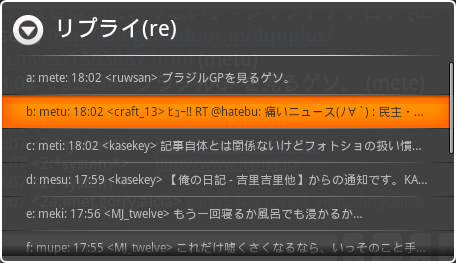 リプライ(re)
a: mete: 18:02 <ruwsan> ブラジルGPを見るゲソ。
b: metu: 18:02 <craft_13> ﾋｭｰ!! RT @hatebu: 痛いニュース(ﾉ∀`) : 民主・...
c: meti: 18:02 <kasekey> 記事自体とは関係ないけどフォトショの扱い慣...
d: mesu: 17:59 <kasekey> 【俺の日記 - 吉里吉里他】からの通知です。KA...
e: meki: 17:56 <MJ_twelve> もう一回寝るか風呂でも浸かるか...
f: mupe: 17:55 <MJ_twelve> これだけ嘘くさくなるなら、いっそのこと手...